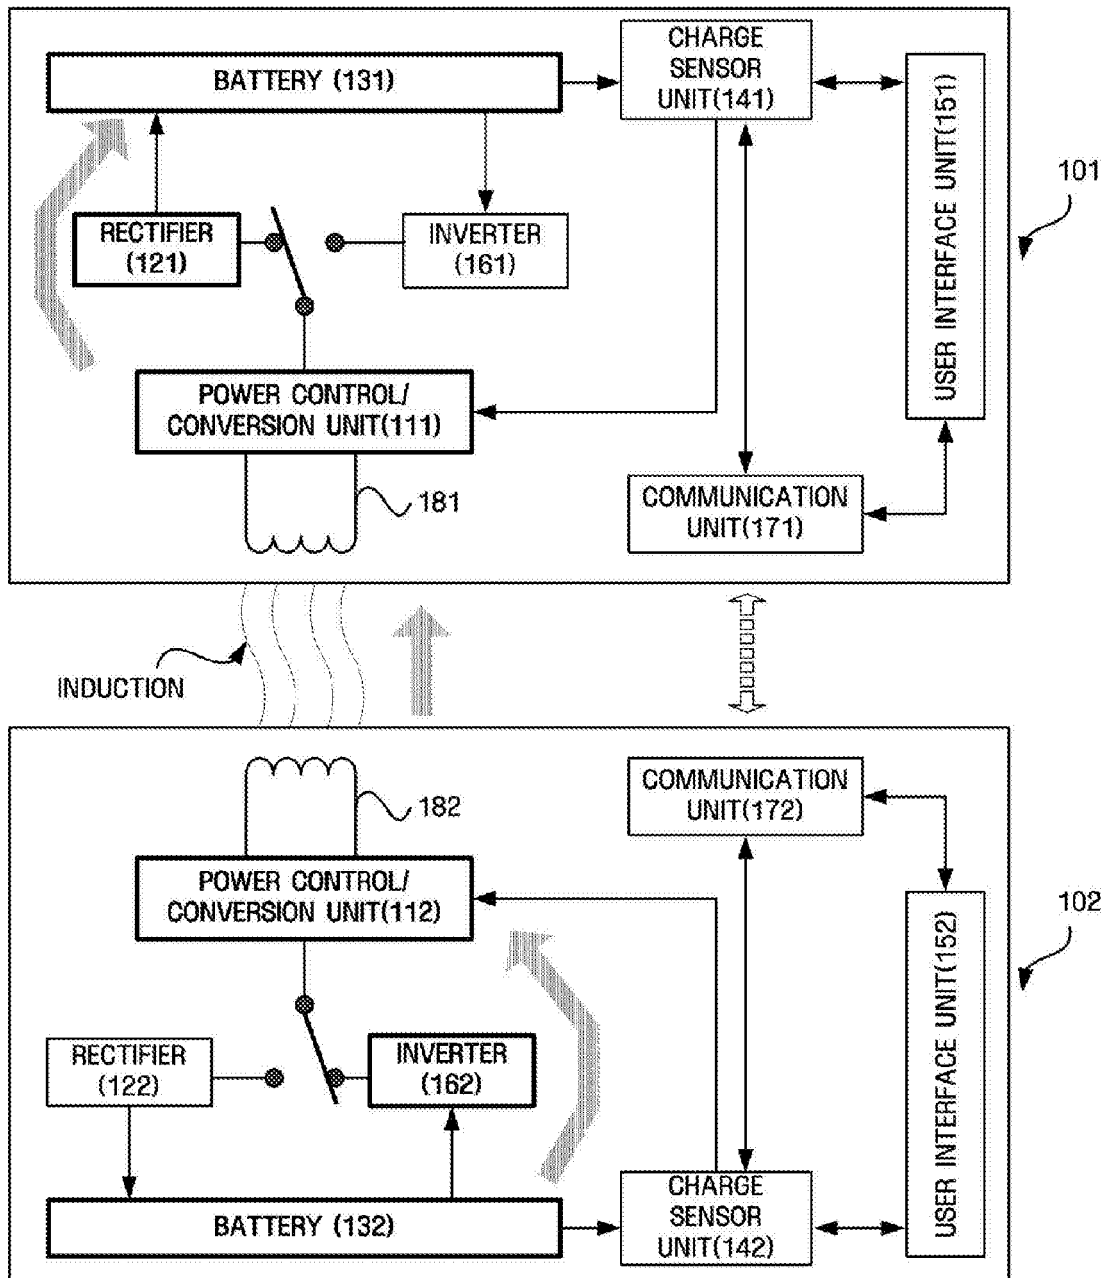 BATTERY (131)
CHARGE
SENSOR
UNIT(141)
USER INTERFACE UNIT(151)
101
RECTIFIER
(121)
INVERTER
(161)
POWER CONTROL/
CONVERSION UNIT(111)
181
COMMUNICATION
UNIT(171)
INDUCTION
182
COMMUNICATION
UNIT(172)
POWER CONTROL/
CONVERSION UNIT(112)
102
USER INTERFACE UNIT(152)
RECTIFIER
(122)
INVERTER
(162)
BATTERY (132)
CHARGE
SENSOR
UNIT(142)